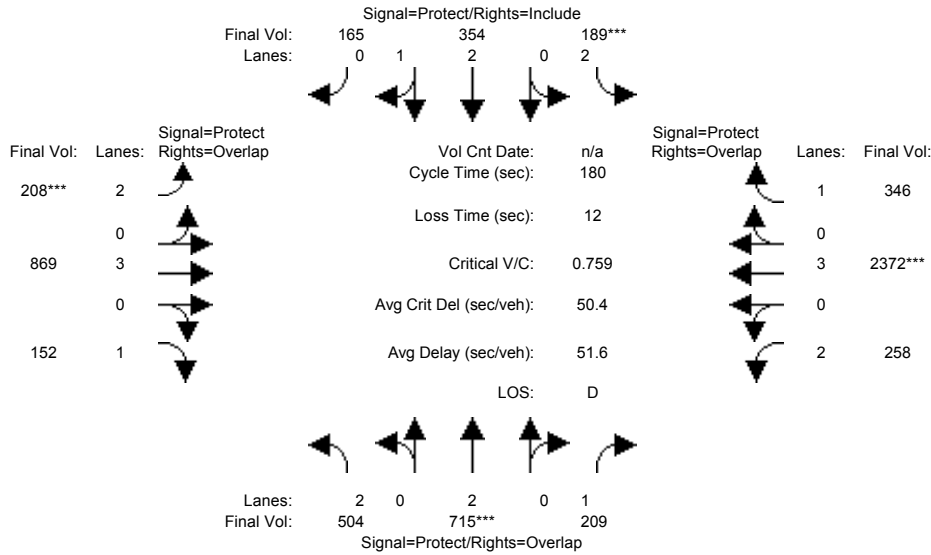 Signal=Protect/Rights=Include
Final Vol: 165 354 189***
Lanes: 0 1 2 0 2
Signal=Protect Signal=Protect
Final Vol: Lanes: Rights=Overlap Vol Cnt Date: n/a Rights=Overlap Lanes: Final Vol:
Cycle Time (sec): 180
208*** 2 1 346
Loss Time (sec): 12
0 0
869 3 Critical V/C: 0.759 3 2372***
0 Avg Crit Del (sec/veh): 50.4 0
152 1 Avg Delay (sec/veh): 51.6 2 258
LOS: D
Lanes: 2 0 2 0 1
Final Vol: 504 715*** 209
Signal=Protect/Rights=Overlap